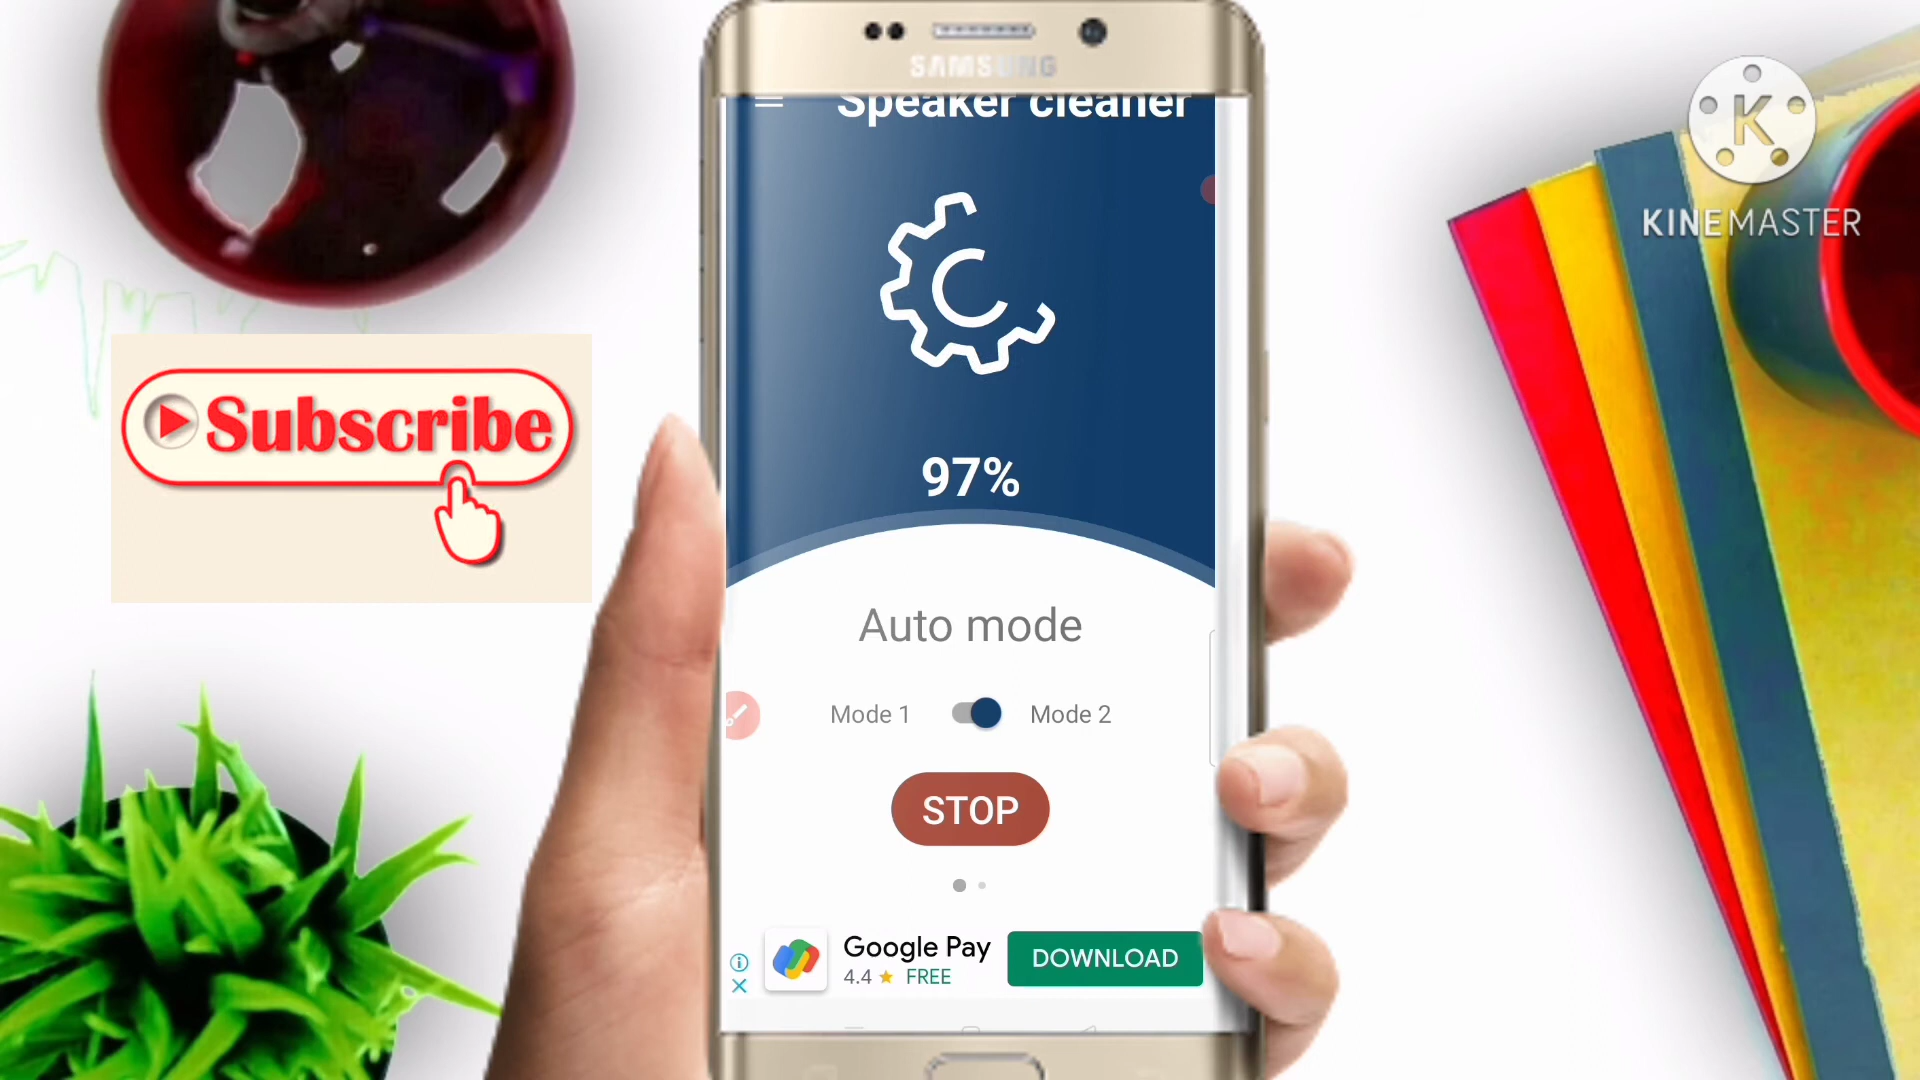 SAMSUNG
Speaker cleaner
K
KINEMASTER
Subscribe
97%
Auto mode
Mode 1
Mode 2
STOP
Google Pay
4.4 ★ FREE
DOWNLOAD